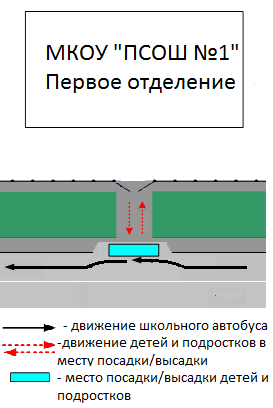 МКОУ "ПСОШ №1"
Первое отделение
- движение школьного автобуса
-движение детей и подростков в
месту посадки/высадки
- место посадки/высадки детей и
подростков